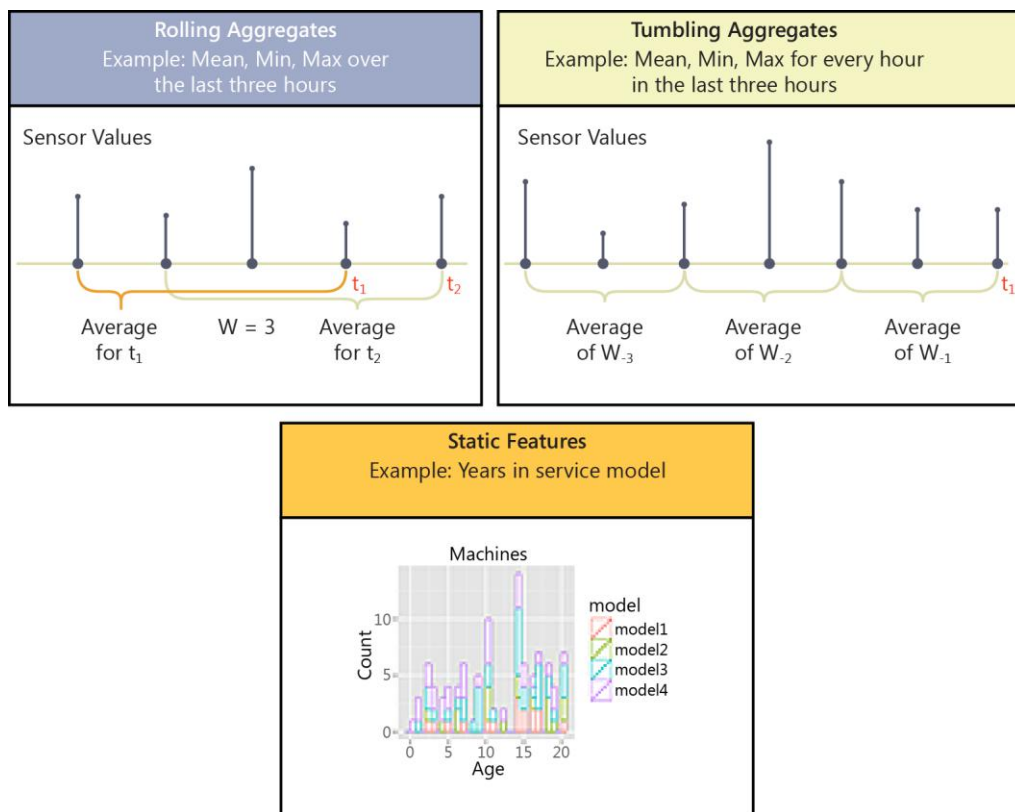 Rolling Aggregates
Example: Mean, Min, Max over
the last three hours
Sensor Values
t₁
t₂
Average
for t₁
W = 3
Average
for t₂
Tumbling Aggregates
Example: Mean, Min, Max for every hour
in the last three hours
Sensor Values
t₁
Average
of W₋₃
Average
of W₋₂
Average
of W₋₁
Static Features
Example: Years in service model
Machines
10
5
0
Count
0 5 10 15 20
Age
model
model1
model2
model3
model4